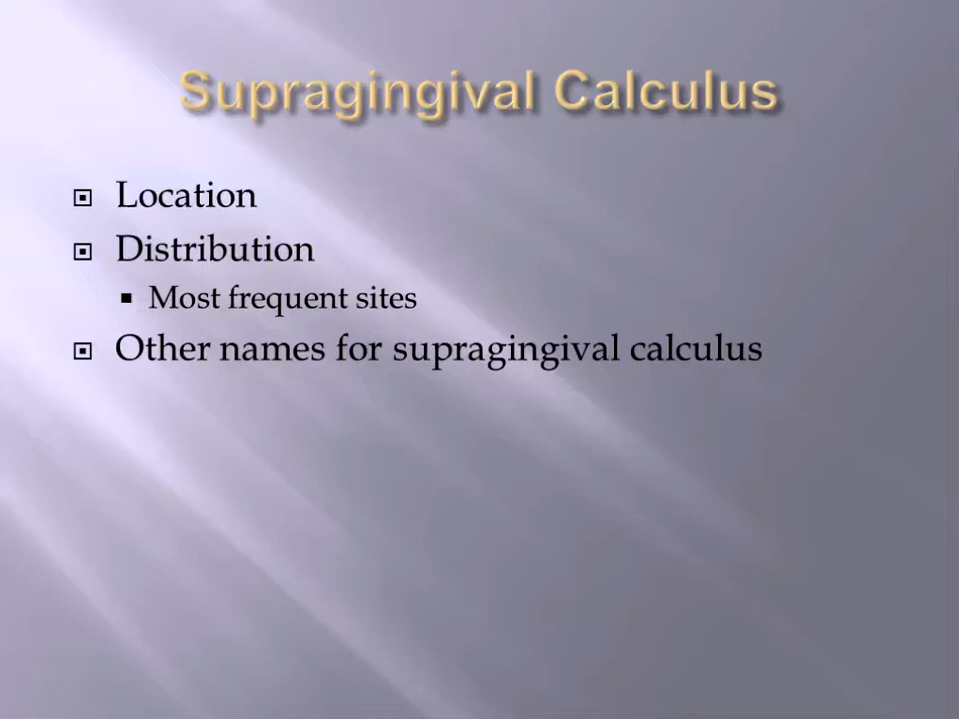 Supragingival Calculus
Location
Distribution
Most frequent sites
Other names for supragingival calculus